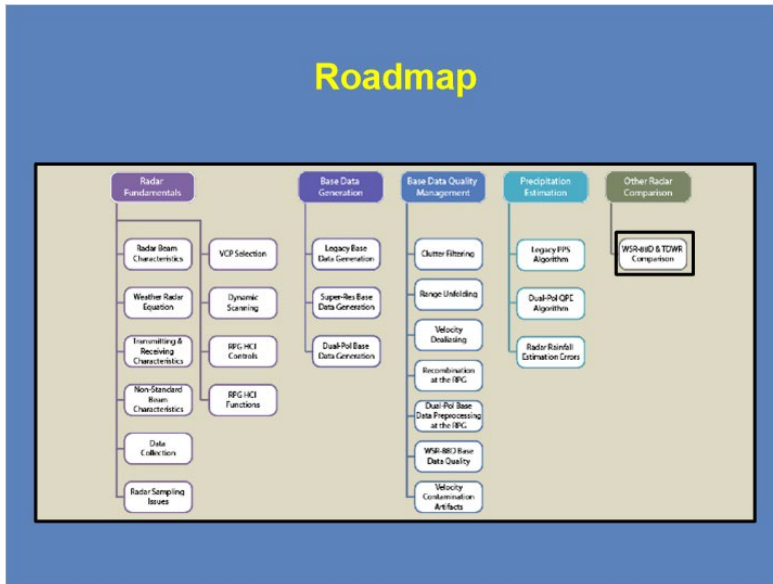 Roadmap
Radar
Fundamentals
Radar Beam
Characteristics
Weather Radar
Equation
Transmitting &
Receiving
Characteristics
Non-Standard
Beam
Characteristics
Data
Collection
Radar Sampling
Issues
VCP Selection
Dynamic
Scanning
RPG HCI
Controls
RPG HCI
Functions
Base Data
Generation
Legacy Base
Data Generation
Super-Res Base
Data Generation
Dual-Pol Base
Data Generation
Base Data Quality
Management
Clutter Filtering
Range Unfolding
Velocity
Dealiasing
Recombination
at the RPG
Dual-Pol Base
Data Preprocessing
at the RPG
WSR-88D Base
Data Quality
Velocity
Contamination
Artifacts
Precipitation
Estimation
Legacy PPS
Algorithm
Dual-Pol QPE
Algorithm
Radar Rainfall
Estimation Errors
Other Radar
Comparison
WSR-88D & TDWR
Comparison